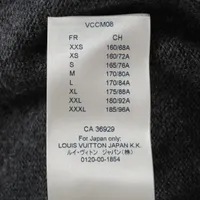 VCCM08
FR CH
XXS 160/68A
XS 160/72A
S 165/76A
M 170/80A
L 170/84A
XL 175/88A
XXL 180/92A
XXXL 185/96A
CA 36929
For Japan only:
LOUIS VUITTON JAPAN K.K.
ルイ・ヴィトン ジャパン(株)
0120-00-1854